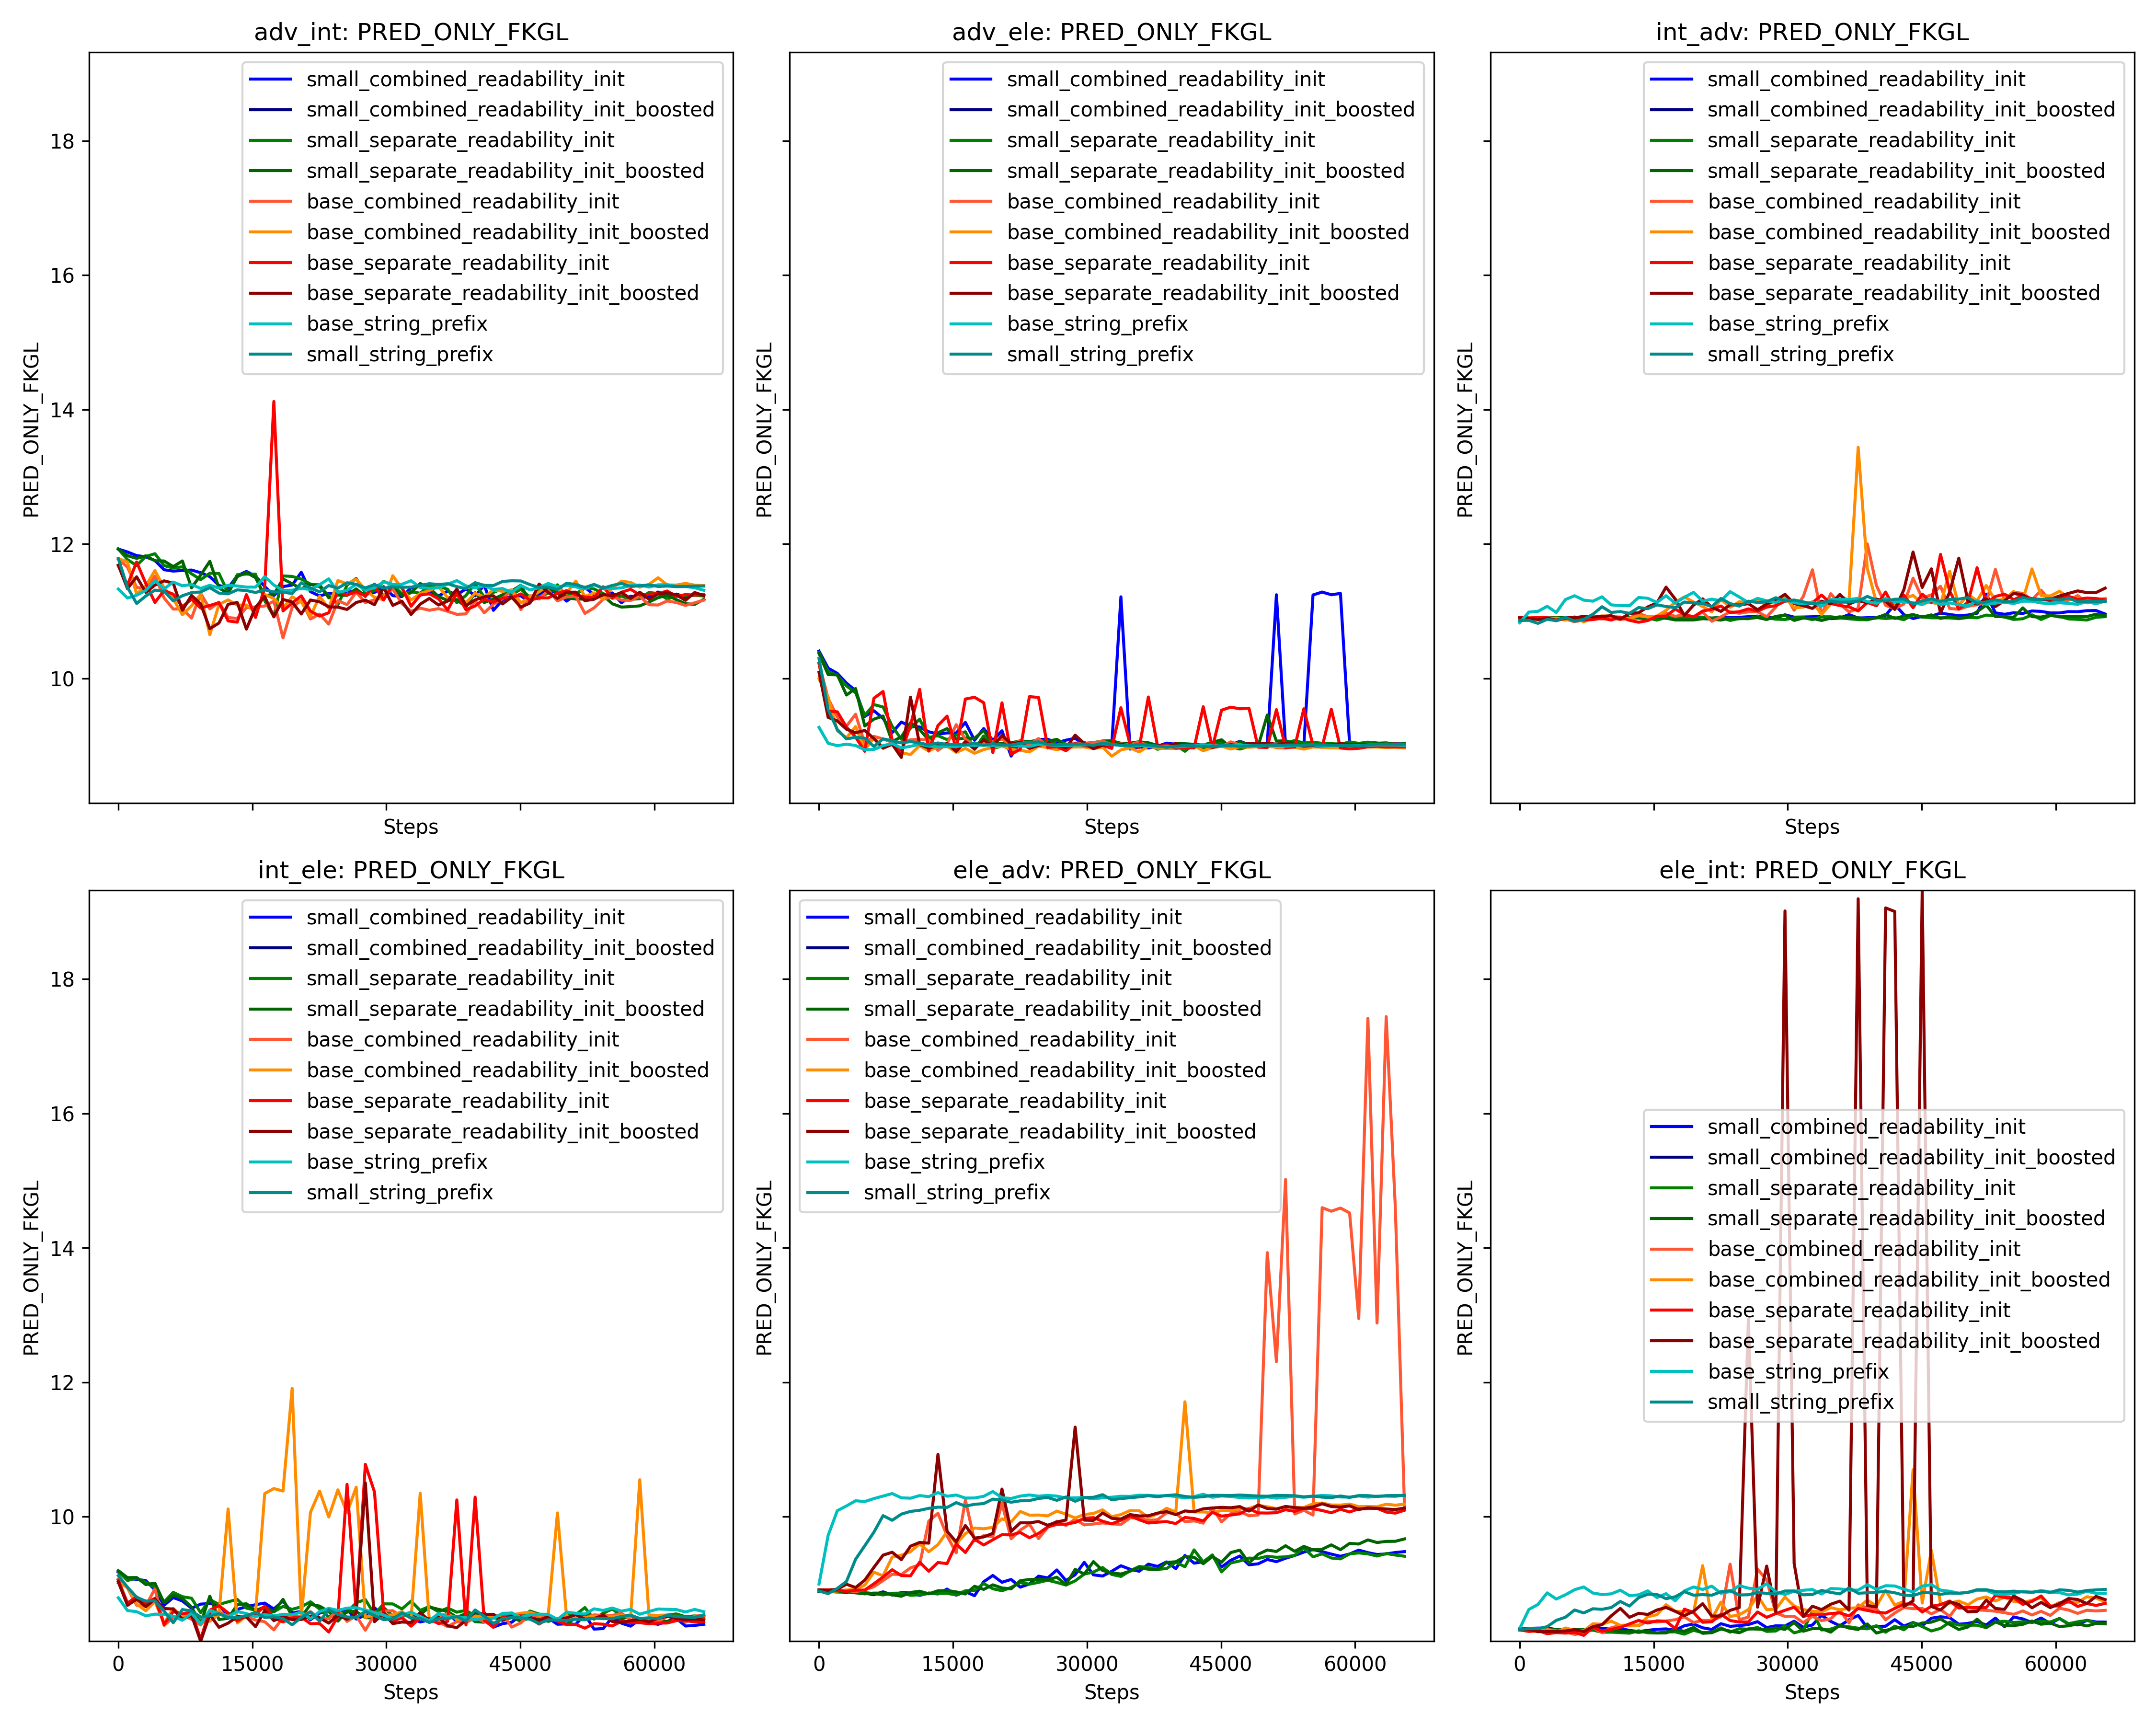 adv_int: PRED_ONLY_FKGL
PRED_ONLY_FKGL
18
16
14
12
10
small_combined_readability_init
small_combined_readability_init_boosted
small_separate_readability_init
small_separate_readability_init_boosted
base_combined_readability_init
base_combined_readability_init_boosted
base_separate_readability_init
base_separate_readability_init_boosted
base_string_prefix
small_string_prefix
Steps
adv_ele: PRED_ONLY_FKGL
PRED_ONLY_FKGL
small_combined_readability_init
small_combined_readability_init_boosted
small_separate_readability_init
small_separate_readability_init_boosted
base_combined_readability_init
base_combined_readability_init_boosted
base_separate_readability_init
base_separate_readability_init_boosted
base_string_prefix
small_string_prefix
Steps
int_adv: PRED_ONLY_FKGL
PRED_ONLY_FKGL
small_combined_readability_init
small_combined_readability_init_boosted
small_separate_readability_init
small_separate_readability_init_boosted
base_combined_readability_init
base_combined_readability_init_boosted
base_separate_readability_init
base_separate_readability_init_boosted
base_string_prefix
small_string_prefix
Steps
int_ele: PRED_ONLY_FKGL
PRED_ONLY_FKGL
18
16
14
12
10
small_combined_readability_init
small_combined_readability_init_boosted
small_separate_readability_init
small_separate_readability_init_boosted
base_combined_readability_init
base_combined_readability_init_boosted
base_separate_readability_init
base_separate_readability_init_boosted
base_string_prefix
small_string_prefix
0 15000 30000 45000 60000
Steps
ele_adv: PRED_ONLY_FKGL
PRED_ONLY_FKGL
small_combined_readability_init
small_combined_readability_init_boosted
small_separate_readability_init
small_separate_readability_init_boosted
base_combined_readability_init
base_combined_readability_init_boosted
base_separate_readability_init
base_separate_readability_init_boosted
base_string_prefix
small_string_prefix
0 15000 30000 45000 60000
Steps
ele_int: PRED_ONLY_FKGL
PRED_ONLY_FKGL
small_combined_readability_init
small_combined_readability_init_boosted
small_separate_readability_init
small_separate_readability_init_boosted
base_combined_readability_init
base_combined_readability_init_boosted
base_separate_readability_init
base_separate_readability_init_boosted
base_string_prefix
small_string_prefix
0 15000 30000 45000 60000
Steps